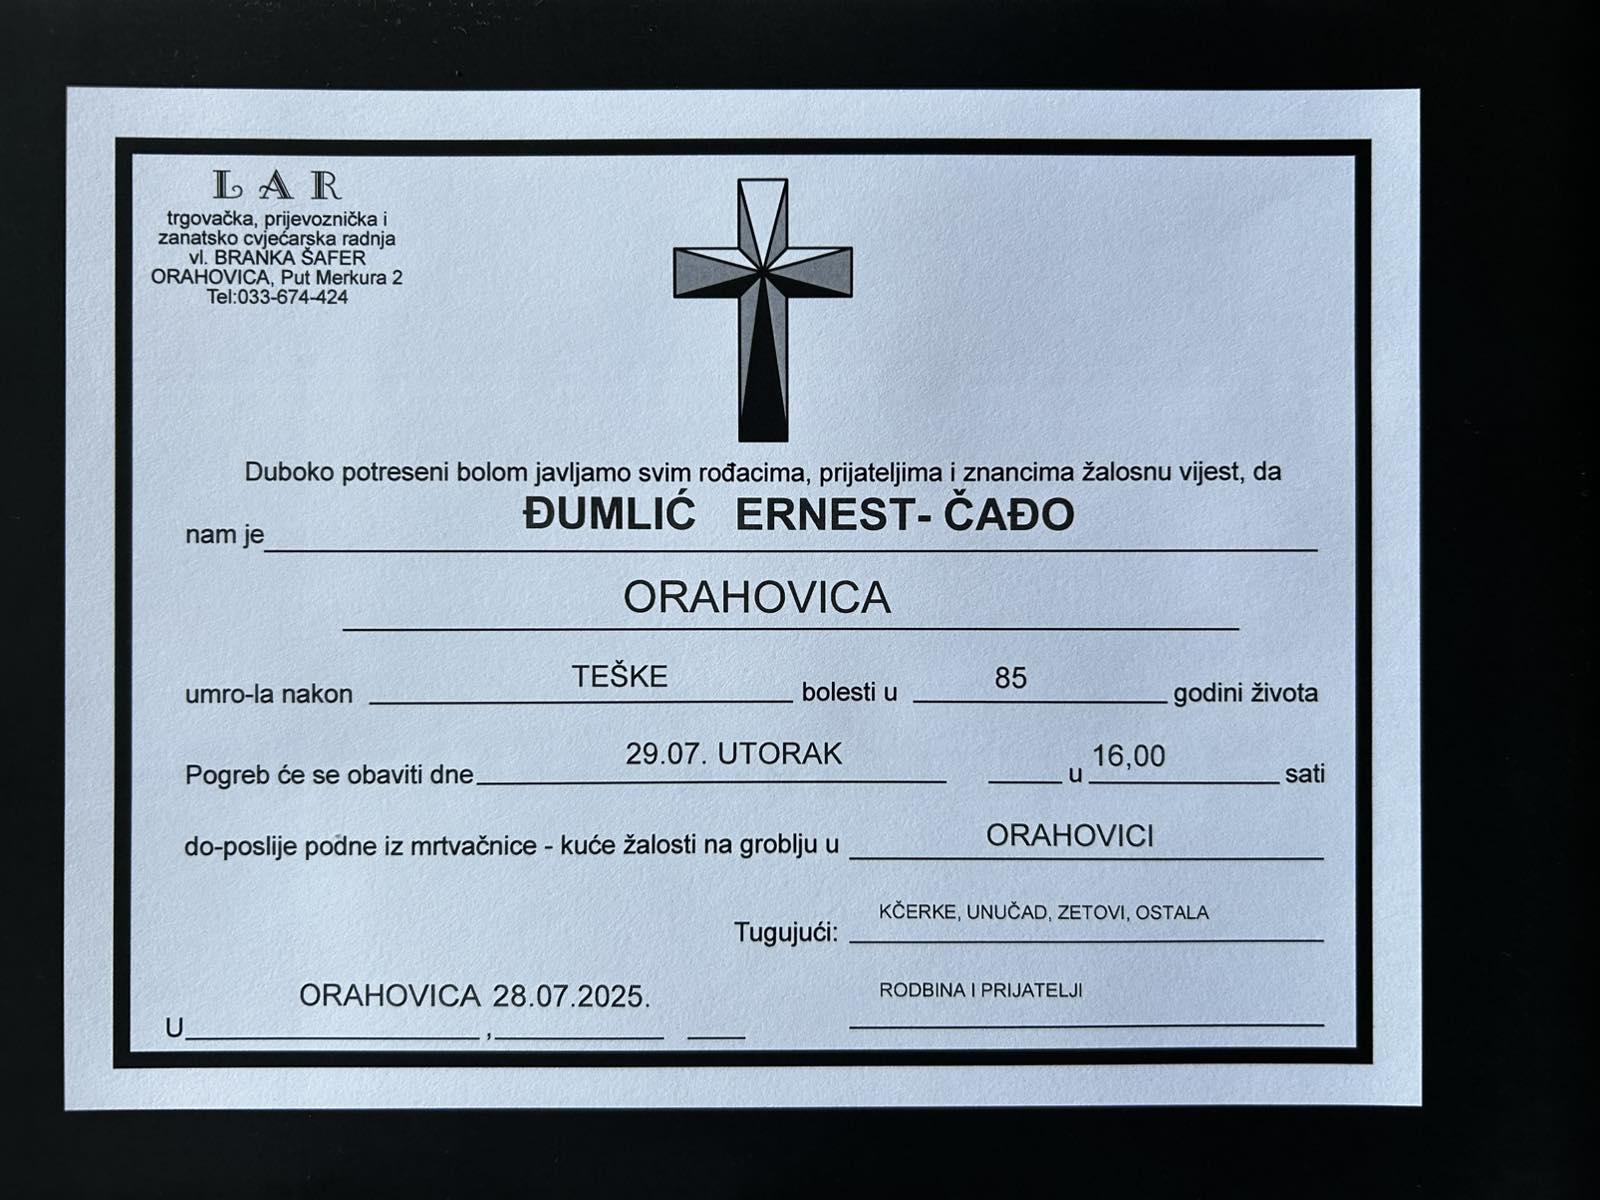 LAR
trgovačka, prijevoznička i
zanatsko cvjećarska radnja
vl. BRANKA ŠAFER
ORAHOVICA, Put Merkura 2
Tel:033-674-424
Duboko potreseni bolom javljamo svim rođacima, prijateljima i znancima žalosnu vijest, da
nam je ĐUMLIĆ ERNEST- ČAĐO
ORAHOVICA
umro-la nakon TEŠKE bolesti u 85 godini života
Pogreb će se obaviti dne 29.07. UTORAK u 16,00 sati
do-poslije podne iz mrtvačnice - kuće žalosti na groblju u ORAHOVICI
Tugujući: KČERKE, UNUČAD, ZETOVI, OSTALA
RODBINA I PRIJATELJI
U ORAHOVICA 28.07.2025. ,